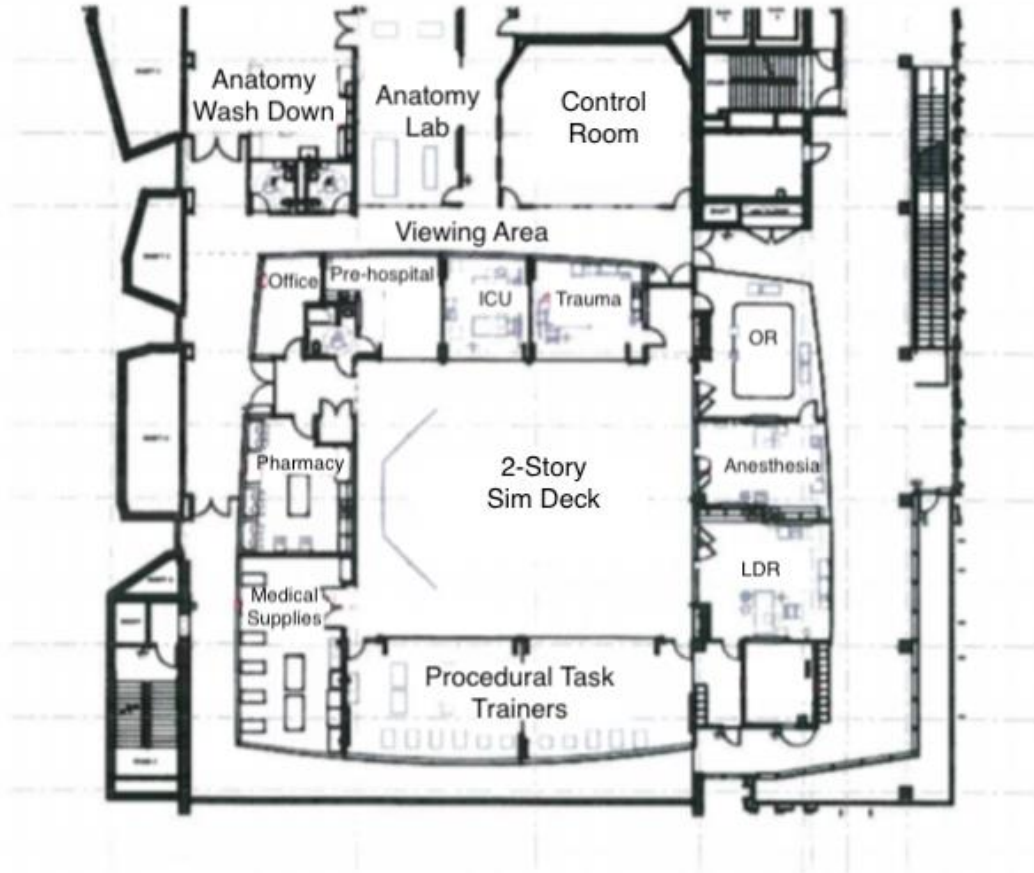 Anatomy
Wash Down
Anatomy
Lab
Control
Room
Viewing Area
Office
Pre-hospital
ICU
Trauma
OR
Pharmacy
2-Story
Sim Deck
Anesthesia
LDR
Medical
Supplies
Procedural Task
Trainers